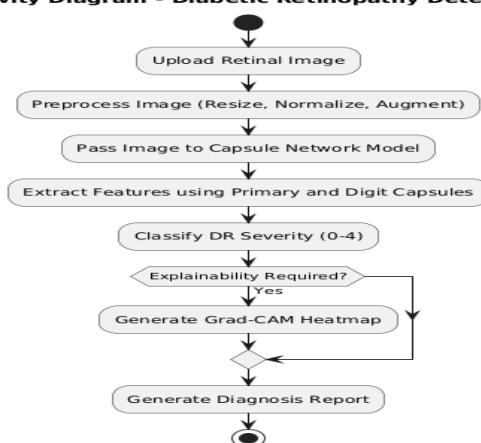 Activity Diagram - Diabetic Retinopathy Dete
Upload Retinal Image
Preprocess Image (Resize, Normalize, Augment)
Pass Image to Capsule Network Model
Extract Features using Primary and Digit Capsules
Classify DR Severity (0-4)
Explainability Required?
Yes
Generate Grad-CAM Heatmap
Generate Diagnosis Report